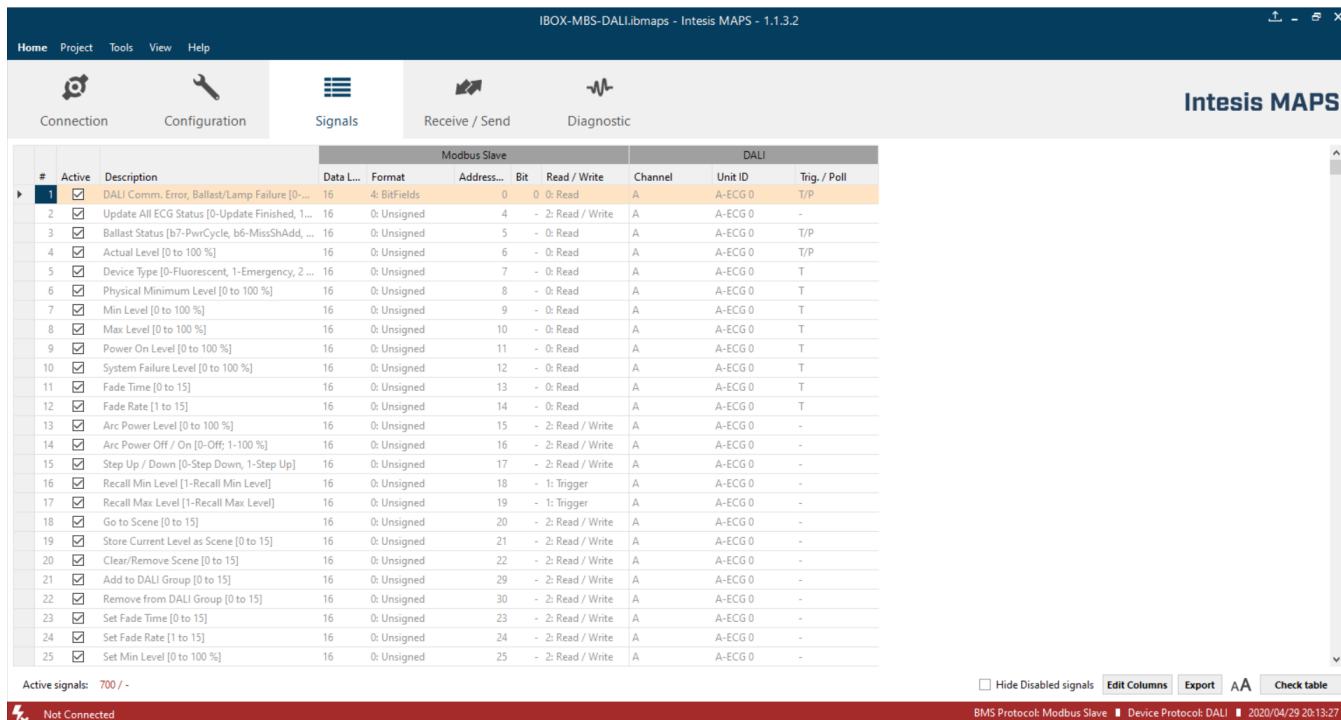 IBOX-MBS-DALI.ibmaps - Intesis MAPS - 1.1.3.2
Home Project Tools View Help
Connection Configuration Signals Receive / Send Diagnostic
Intesis MAPS
Modbus Slave DALI
# Active Description Data L... Format Address... Bit Read / Write Channel Unit ID Trig. / Poll
1 DALI Comm. Error, Ballast/Lamp Failure [0-... 16 4: BitFields 0 0 0: Read A A-ECG 0 T/P
2 Update All ECG Status [0-Update Finished, 1... 16 0: Unsigned 4 - 2: Read / Write A A-ECG 0 -
3 Ballast Status [b7-PwrCycle, b6-MissShAdd, ... 16 0: Unsigned 5 - 0: Read A A-ECG 0 T/P
4 Actual Level [0 to 100 %] 16 0: Unsigned 6 - 0: Read A A-ECG 0 T/P
5 Device Type [0-Fluorescent, 1-Emergency, 2 ... 16 0: Unsigned 7 - 0: Read A A-ECG 0 T
6 Physical Minimum Level [0 to 100 %] 16 0: Unsigned 8 - 0: Read A A-ECG 0 T
7 Min Level [0 to 100 %] 16 0: Unsigned 9 - 0: Read A A-ECG 0 T
8 Max Level [0 to 100 %] 16 0: Unsigned 10 - 0: Read A A-ECG 0 T
9 Power On Level [0 to 100 %] 16 0: Unsigned 11 - 0: Read A A-ECG 0 T
10 System Failure Level [0 to 100 %] 16 0: Unsigned 12 - 0: Read A A-ECG 0 T
11 Fade Time [0 to 15] 16 0: Unsigned 13 - 0: Read A A-ECG 0 T
12 Fade Rate [1 to 15] 16 0: Unsigned 14 - 0: Read A A-ECG 0 T
13 Arc Power Level [0 to 100 %] 16 0: Unsigned 15 - 2: Read / Write A A-ECG 0 -
14 Arc Power Off / On [0-Off; 1-100 %] 16 0: Unsigned 16 - 2: Read / Write A A-ECG 0 -
15 Step Up / Down [0-Step Down, 1-Step Up] 16 0: Unsigned 17 - 2: Read / Write A A-ECG 0 -
16 Recall Min Level [1-Recall Min Level] 16 0: Unsigned 18 - 1: Trigger A A-ECG 0 -
17 Recall Max Level [1-Recall Max Level] 16 0: Unsigned 19 - 1: Trigger A A-ECG 0 -
18 Go to Scene [0 to 15] 16 0: Unsigned 20 - 2: Read / Write A A-ECG 0 -
19 Store Current Level as Scene [0 to 15] 16 0: Unsigned 21 - 2: Read / Write A A-ECG 0 -
20 Clear/Remove Scene [0 to 15] 16 0: Unsigned 22 - 2: Read / Write A A-ECG 0 -
21 Add to DALI Group [0 to 15] 16 0: Unsigned 29 - 2: Read / Write A A-ECG 0 -
22 Remove from DALI Group [0 to 15] 16 0: Unsigned 30 - 2: Read / Write A A-ECG 0 -
23 Set Fade Time [0 to 15] 16 0: Unsigned 23 - 2: Read / Write A A-ECG 0 -
24 Set Fade Rate [1 to 15] 16 0: Unsigned 24 - 2: Read / Write A A-ECG 0 -
25 Set Min Level [0 to 100 %] 16 0: Unsigned 25 - 2: Read / Write A A-ECG 0 -
Active signals: 700 / - Hide Disabled signals Edit Columns Export AA Check table
Not Connected BMS Protocol: Modbus Slave Device Protocol: DALI 2020/04/29 20:13:27